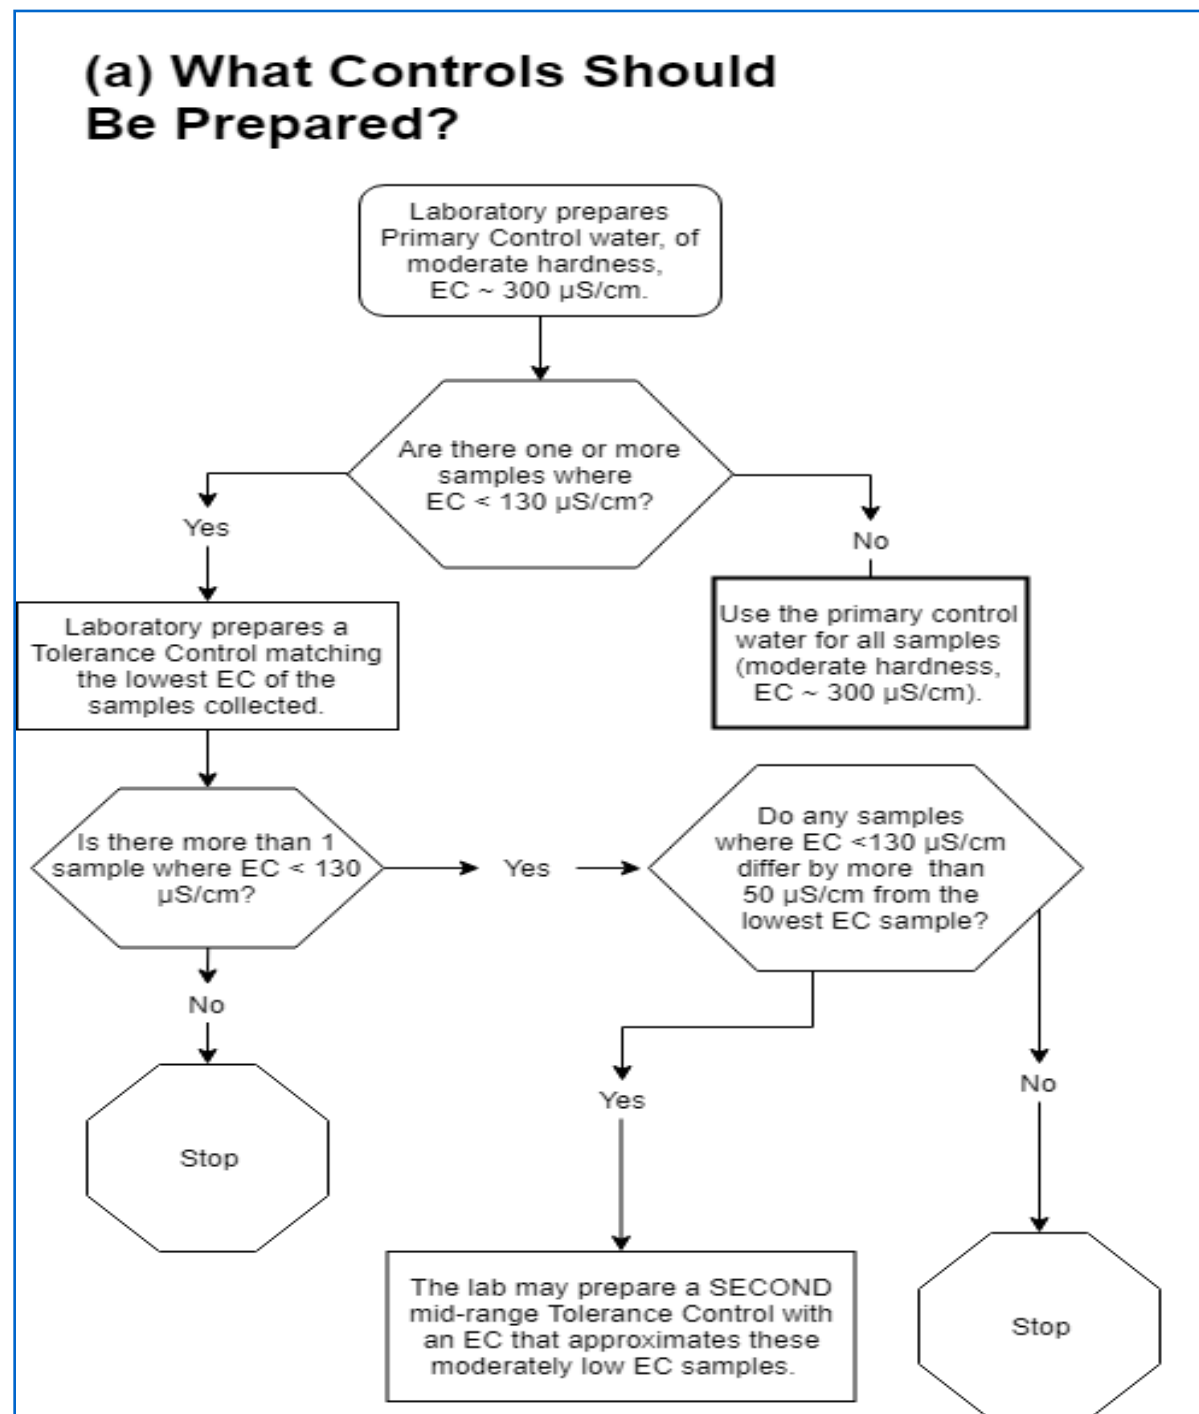 (a) What Controls Should
Be Prepared?
Laboratory prepares
Primary Control water, of
moderate hardness,
EC ~ 300 µS/cm.
Are there one or more
samples where
EC < 130 µS/cm?
Yes
No
Laboratory prepares a
Tolerance Control matching
the lowest EC of the
samples collected.
Use the primary control
water for all samples
(moderate hardness,
EC ~ 300 µS/cm).
Is there more than 1
sample where EC < 130
µS/cm?
Yes
Do any samples
where EC <130 µS/cm
differ by more than
50 µS/cm from the
lowest EC sample?
No
Stop
Yes
No
The lab may prepare a SECOND
mid-range Tolerance Control with
an EC that approximates these
moderately low EC samples.
Stop